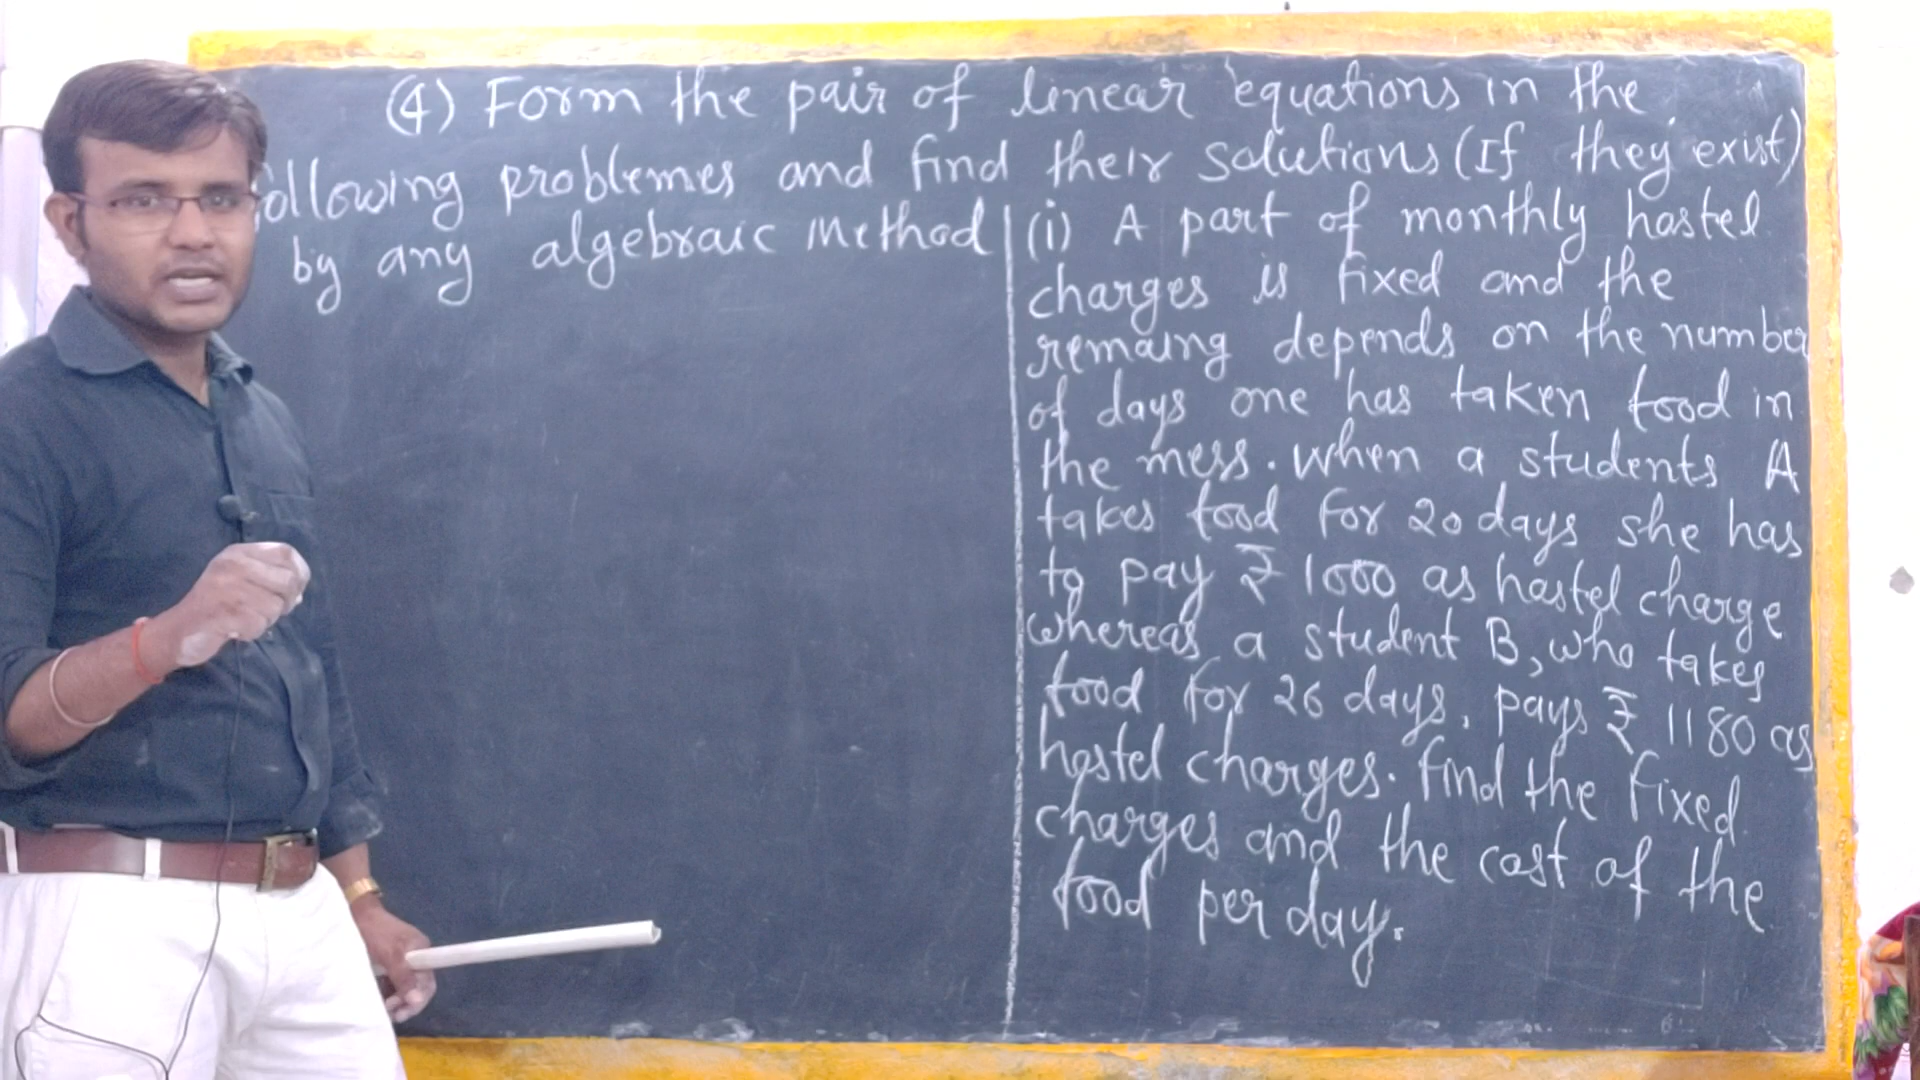 (4) Form the pair of linear equations in the
ollowing problemes and find their solutions (If they exist)
by any algebraic method
(i) A part of monthly hastel
charges is fixed and the
remaing depends on the number
of days one has taken food in
the mess. When a students A
takes food for 20 days she has
to pay ₹ 1000 as hastel charge
whereas a student B, who takes
food for 26 days, pays ₹ 1180 as
hostel charges. find the fixed
charges and the cost of the
food per day.